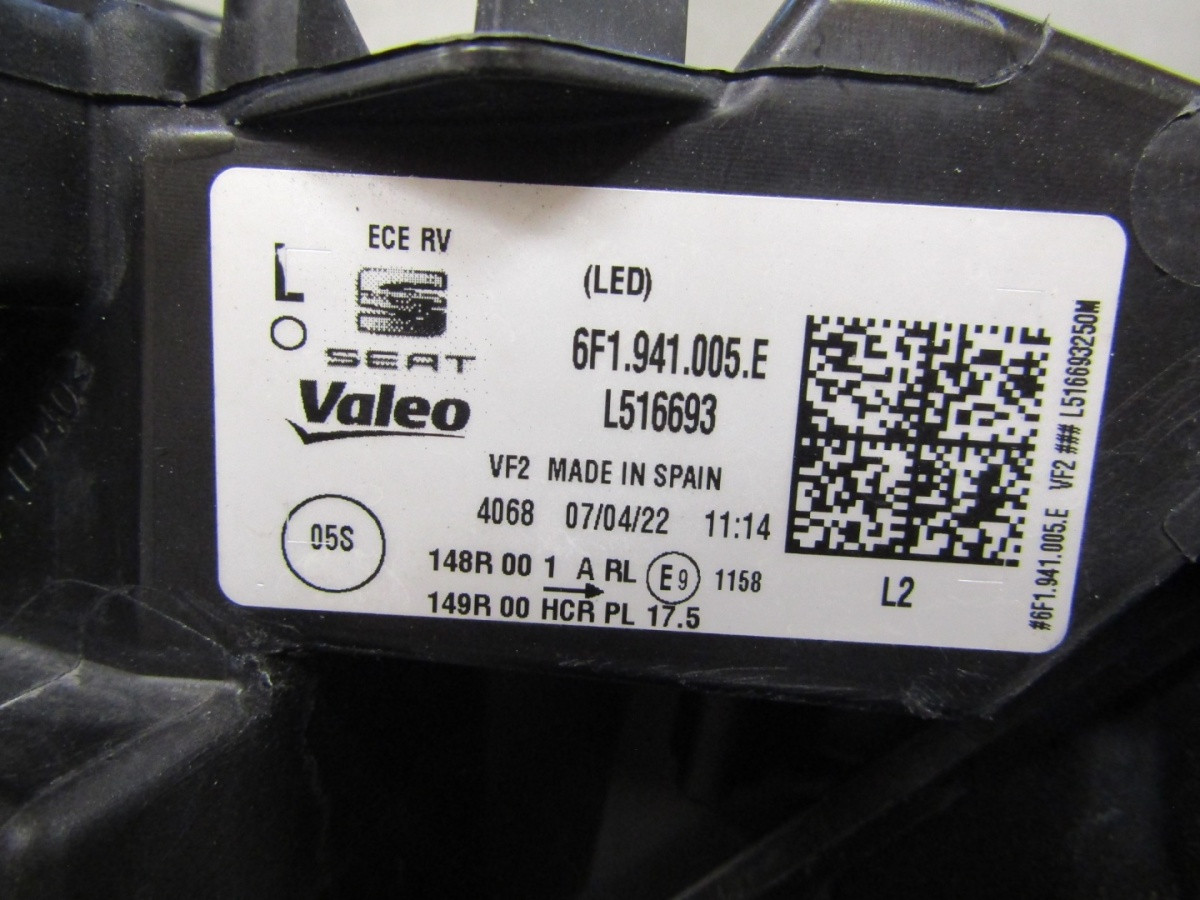 L
O
ECE RV
S
SEAT
Valeo
(LED)
6F1.941.005.E
L516693
VF2 MADE IN SPAIN
4068 07/04/22 11:14
05S
148R 00 1 A RL E9 1158
149R 00 HCR PL 17.5
L2
#6F1.941.005.E VF2 ### L516693250M